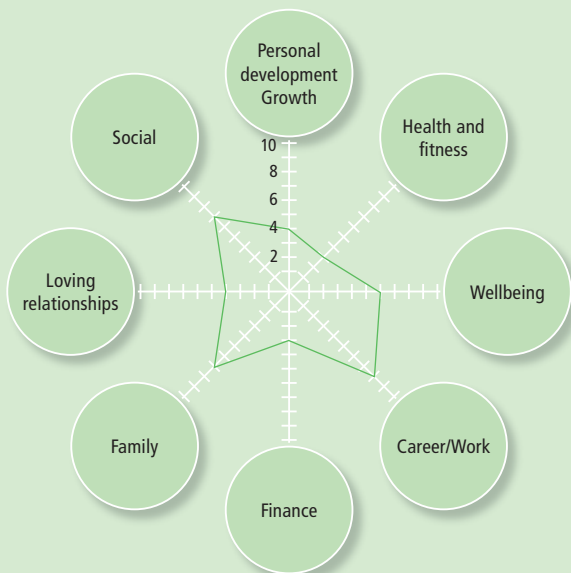 Personal
development
Growth
Social
Health and
fitness
10
8
6
4
2
Loving
relationships
Wellbeing
Family
Career/Work
Finance